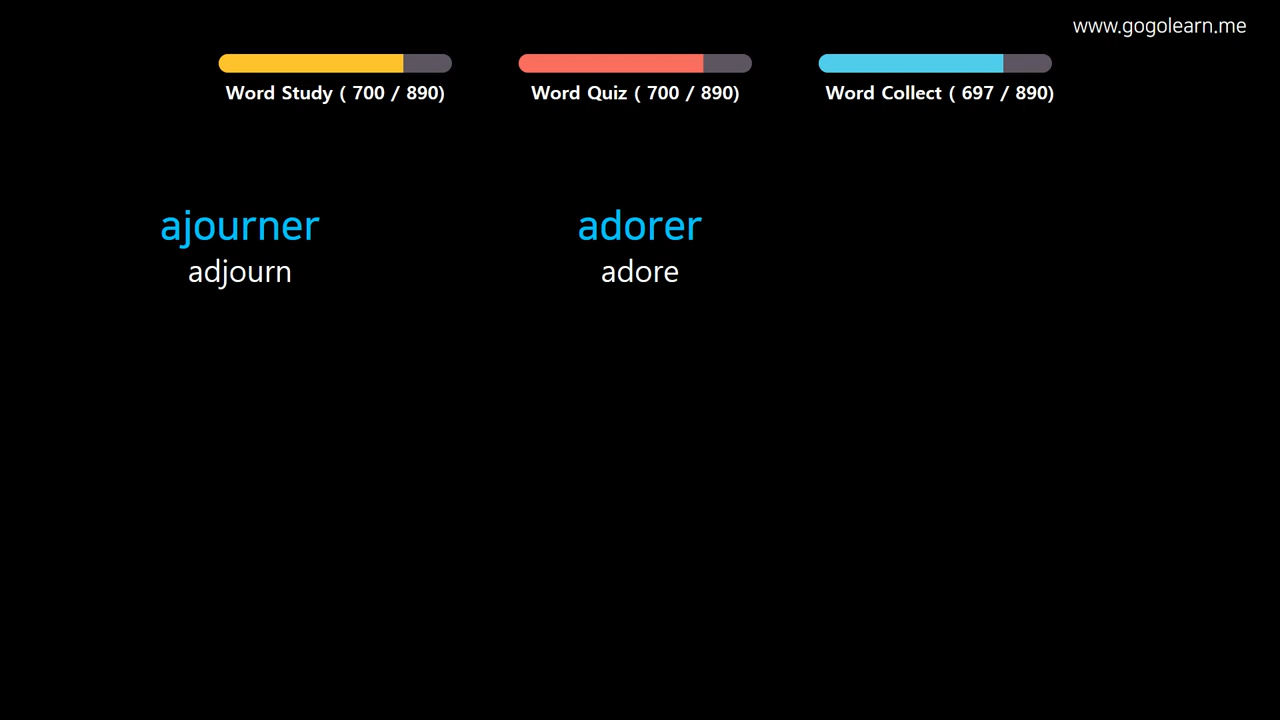 www.gogolearn.me
Word Study ( 700 / 890)
Word Quiz ( 700 / 890)
Word Collect ( 697 / 890)
ajourner
adjourn
adorer
adore